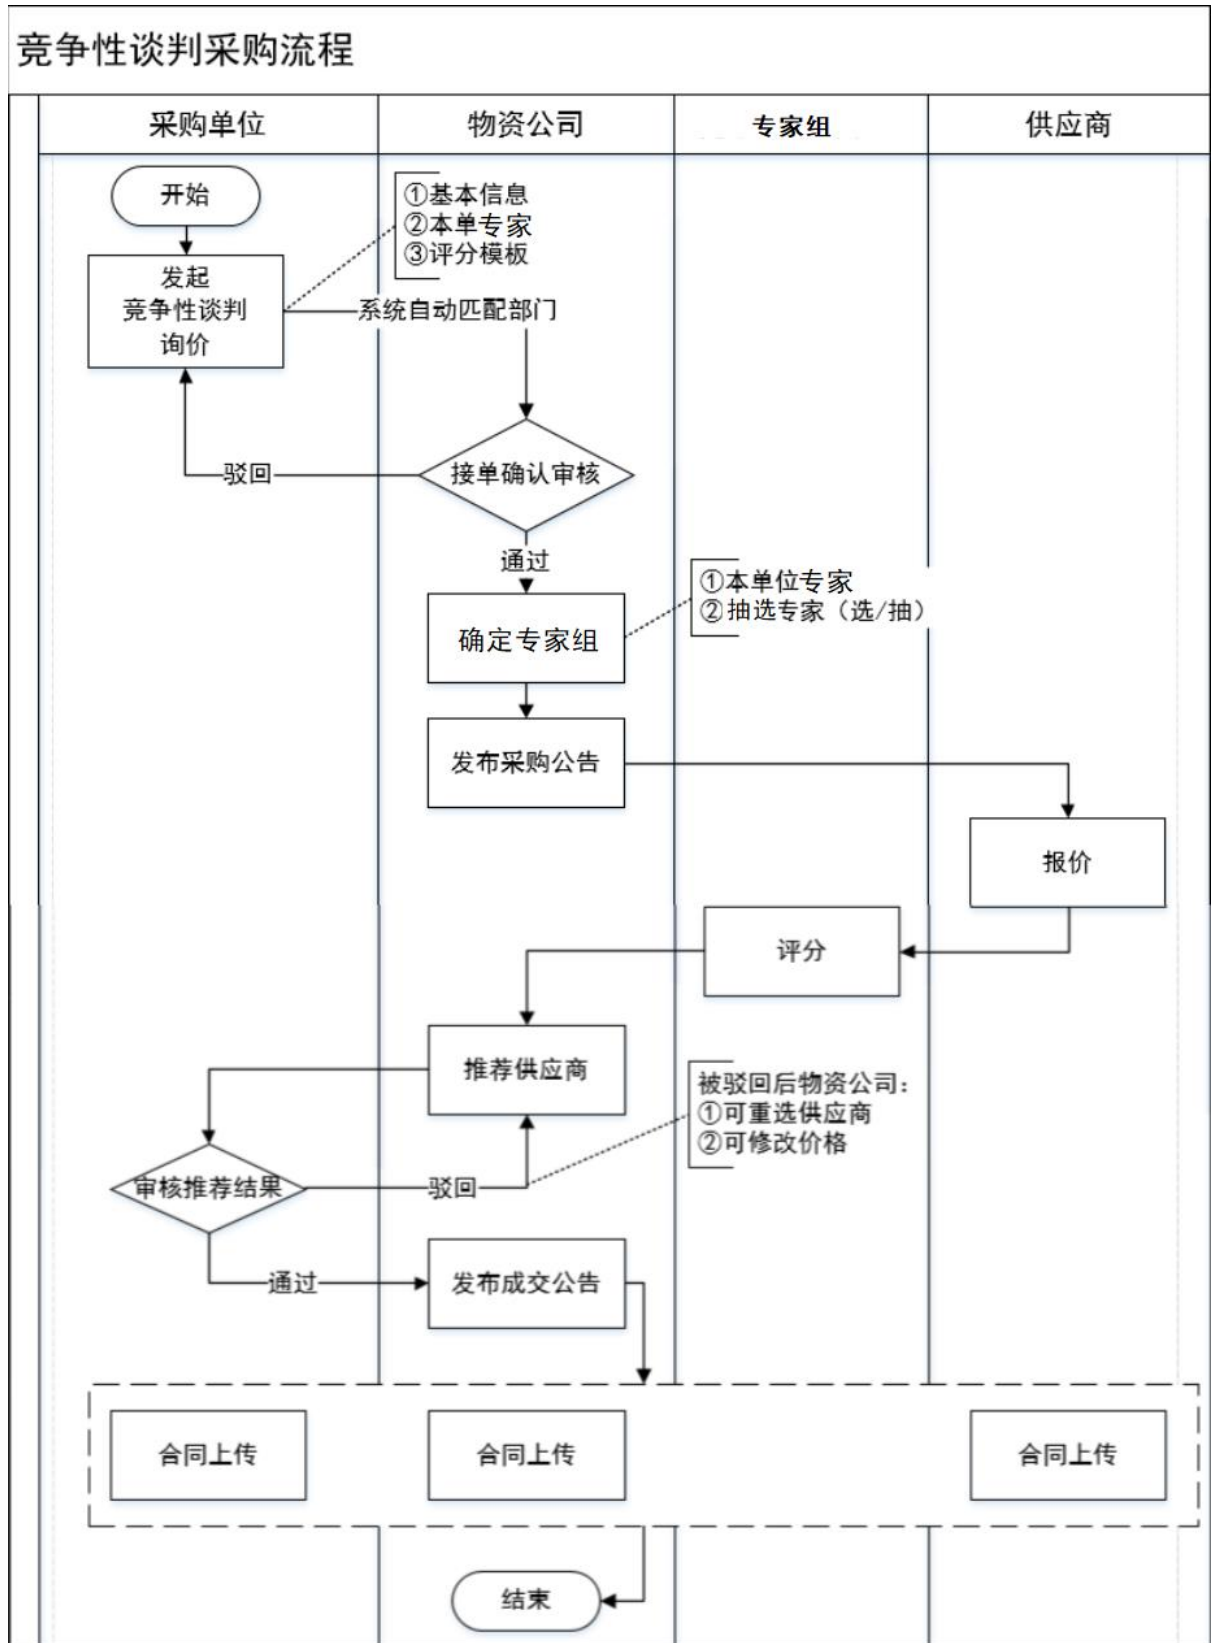 竞争性谈判采购流程
采购单位
物资公司
专家组
供应商
开始
①基本信息
②本单专家
③评分模板
发起
竞争性谈判
询价
系统自动匹配部门
接单确认审核
驳回
通过
①本单位专家
②抽选专家（选/抽）
确定专家组
发布采购公告
报价
评分
推荐供应商
被驳回后物资公司：
①可重选供应商
②可修改价格
审核推荐结果
驳回
通过
发布成交公告
合同上传
合同上传
合同上传
结束